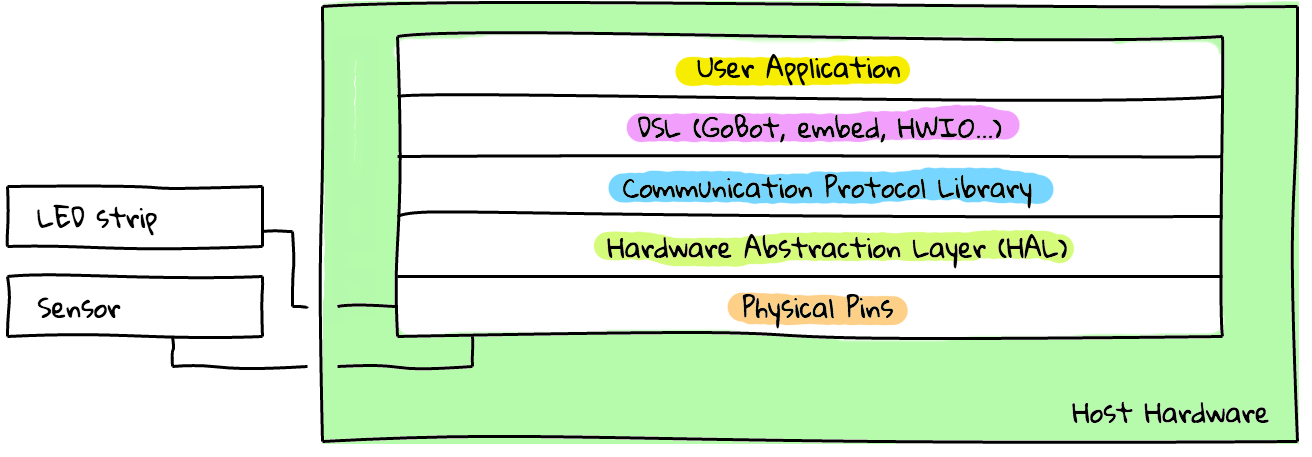 User Application
DSL (GoBot, embed, HWIO...)
Communication Protocol Library
LED strip
Hardware Abstraction Layer (HAL)
Sensor
Physical Pins
Host Hardware